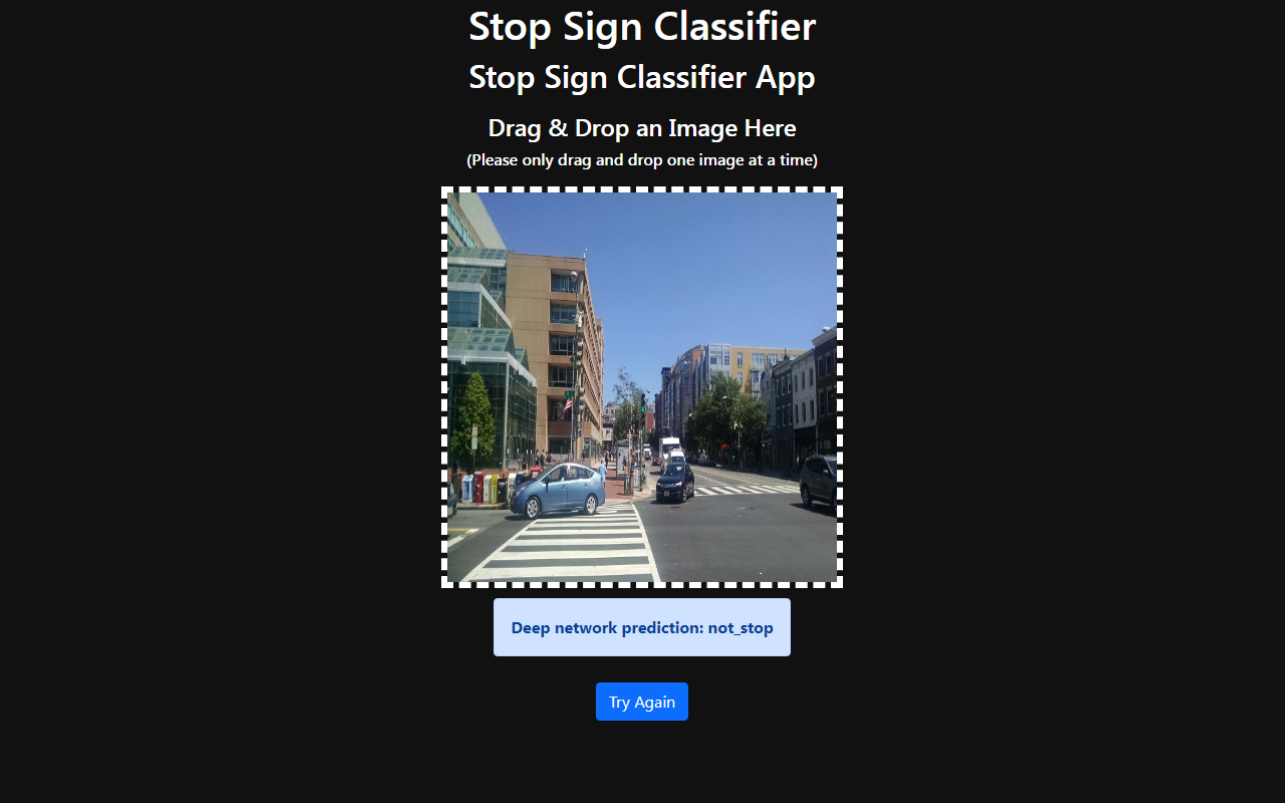 Stop Sign Classifier
Stop Sign Classifier App
Drag & Drop an Image Here
(Please only drag and drop one image at a time)
Deep network prediction: not_stop
Try Again